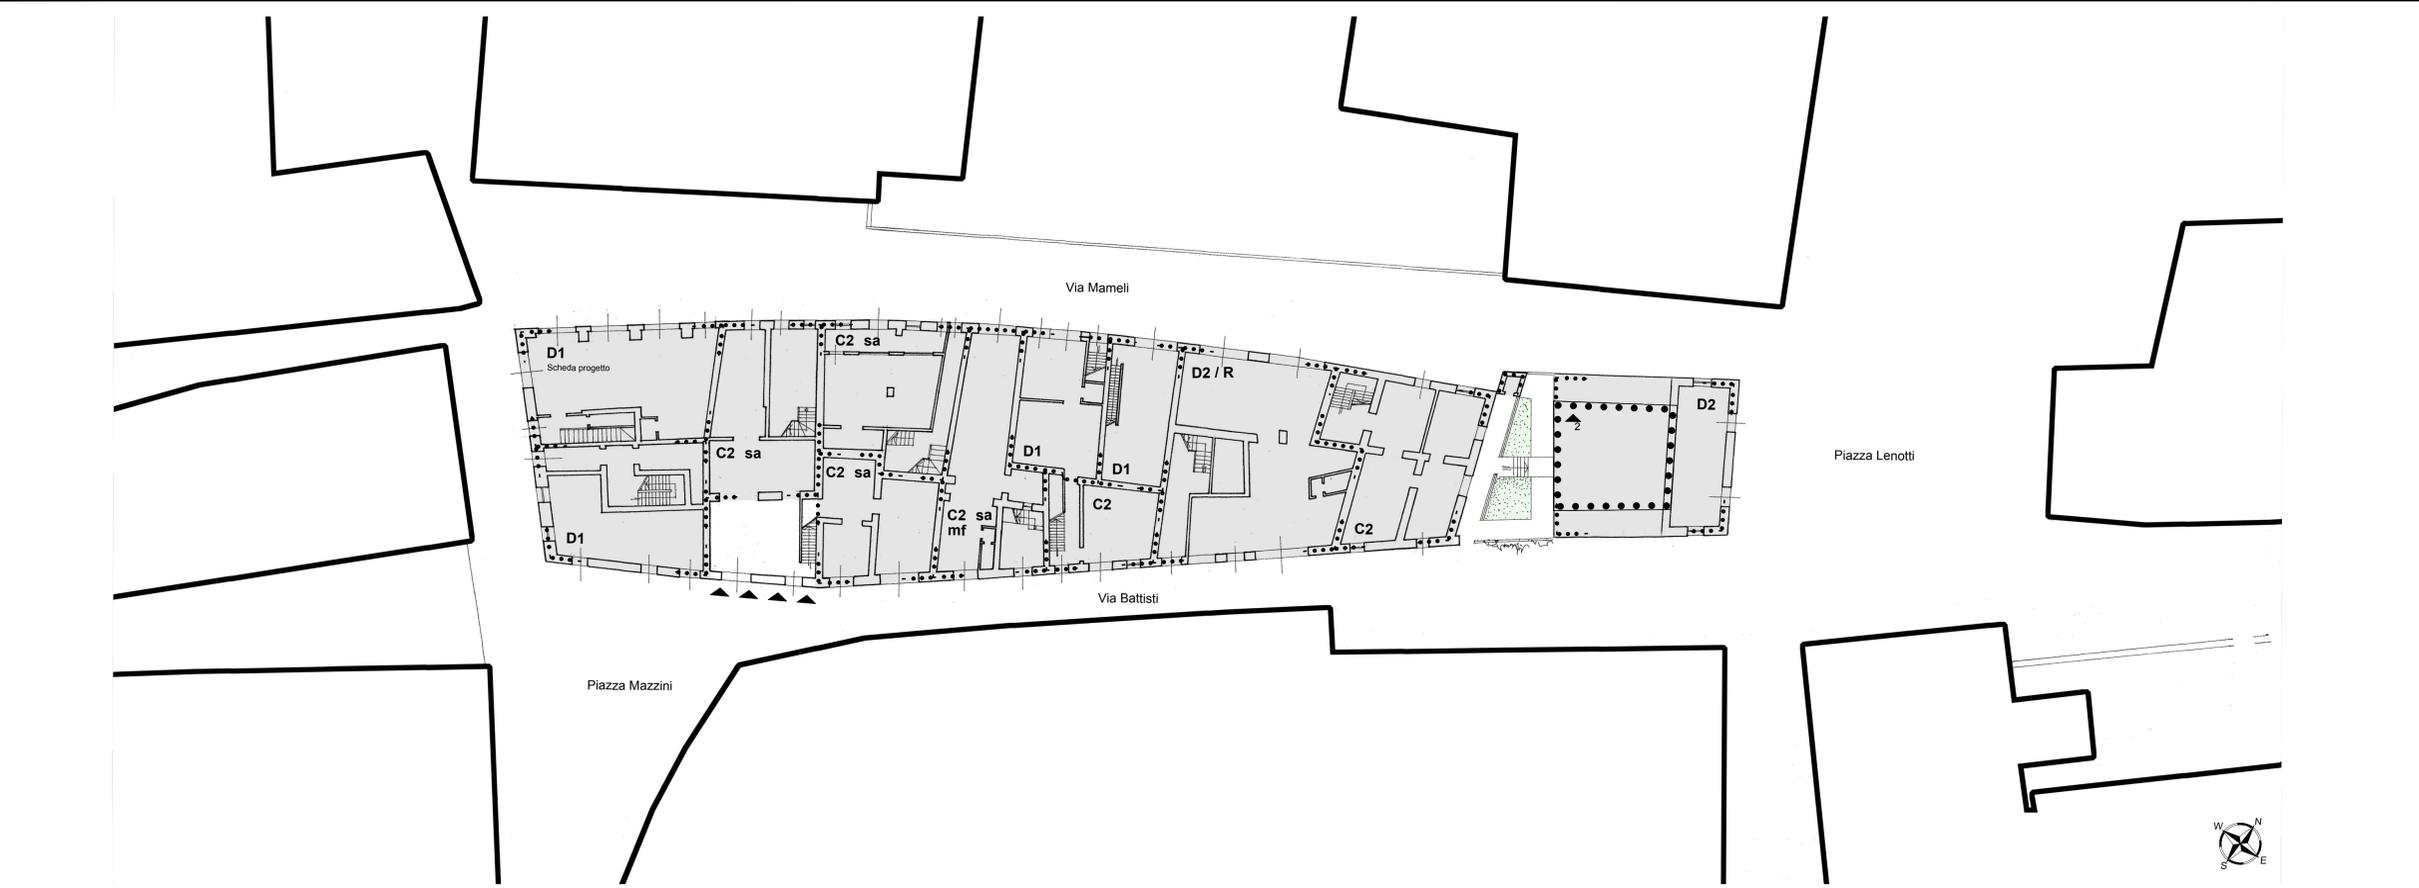 Via Mameli
C2 sa
D1
Scheda progetto
D2 / R
D2
2
C2 sa
D1
Piazza Lenotti
C2 sa
D1
C2
C2 sa
mf
C2
D1
Via Battisti
Piazza Mazzini
W N
S E